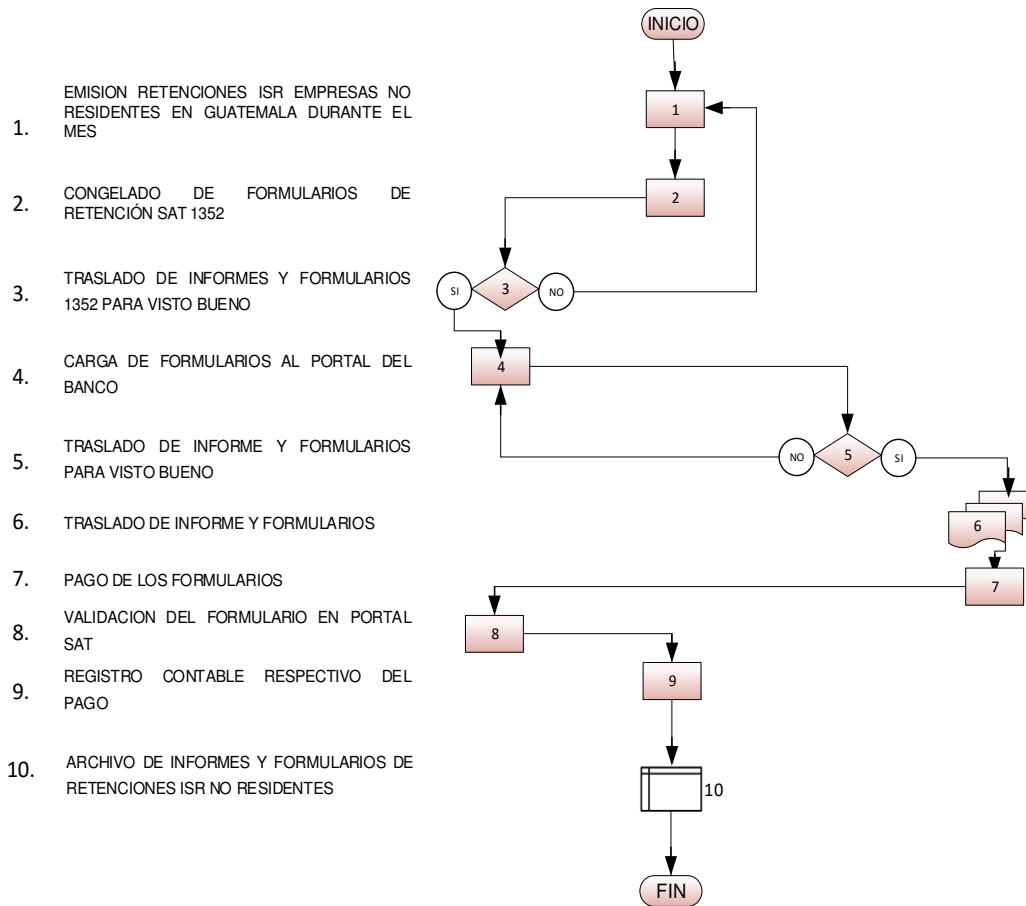 INICIO
1.
EMISION RETENCIONES ISR EMPRESAS NO
RESIDENTES EN GUATEMALA DURANTE EL
MES
1
2.
CONGELADO DE FORMULARIOS DE
RETENCIÓN SAT 1352
2
3.
TRASLADO DE INFORMES Y FORMULARIOS
1352 PARA VISTO BUENO
SI
3
NO
4.
CARGA DE FORMULARIOS AL PORTAL DEL
BANCO
4
5.
TRASLADO DE INFORME Y FORMULARIOS
PARA VISTO BUENO
NO
5
SI
6.
TRASLADO DE INFORME Y FORMULARIOS
6
7.
PAGO DE LOS FORMULARIOS
7
8.
VALIDACION DEL FORMULARIO EN PORTAL
SAT
8
9.
REGISTRO CONTABLE RESPECTIVO DEL
PAGO
9
10.
ARCHIVO DE INFORMES Y FORMULARIOS DE
RETENCIONES ISR NO RESIDENTES
10
FIN